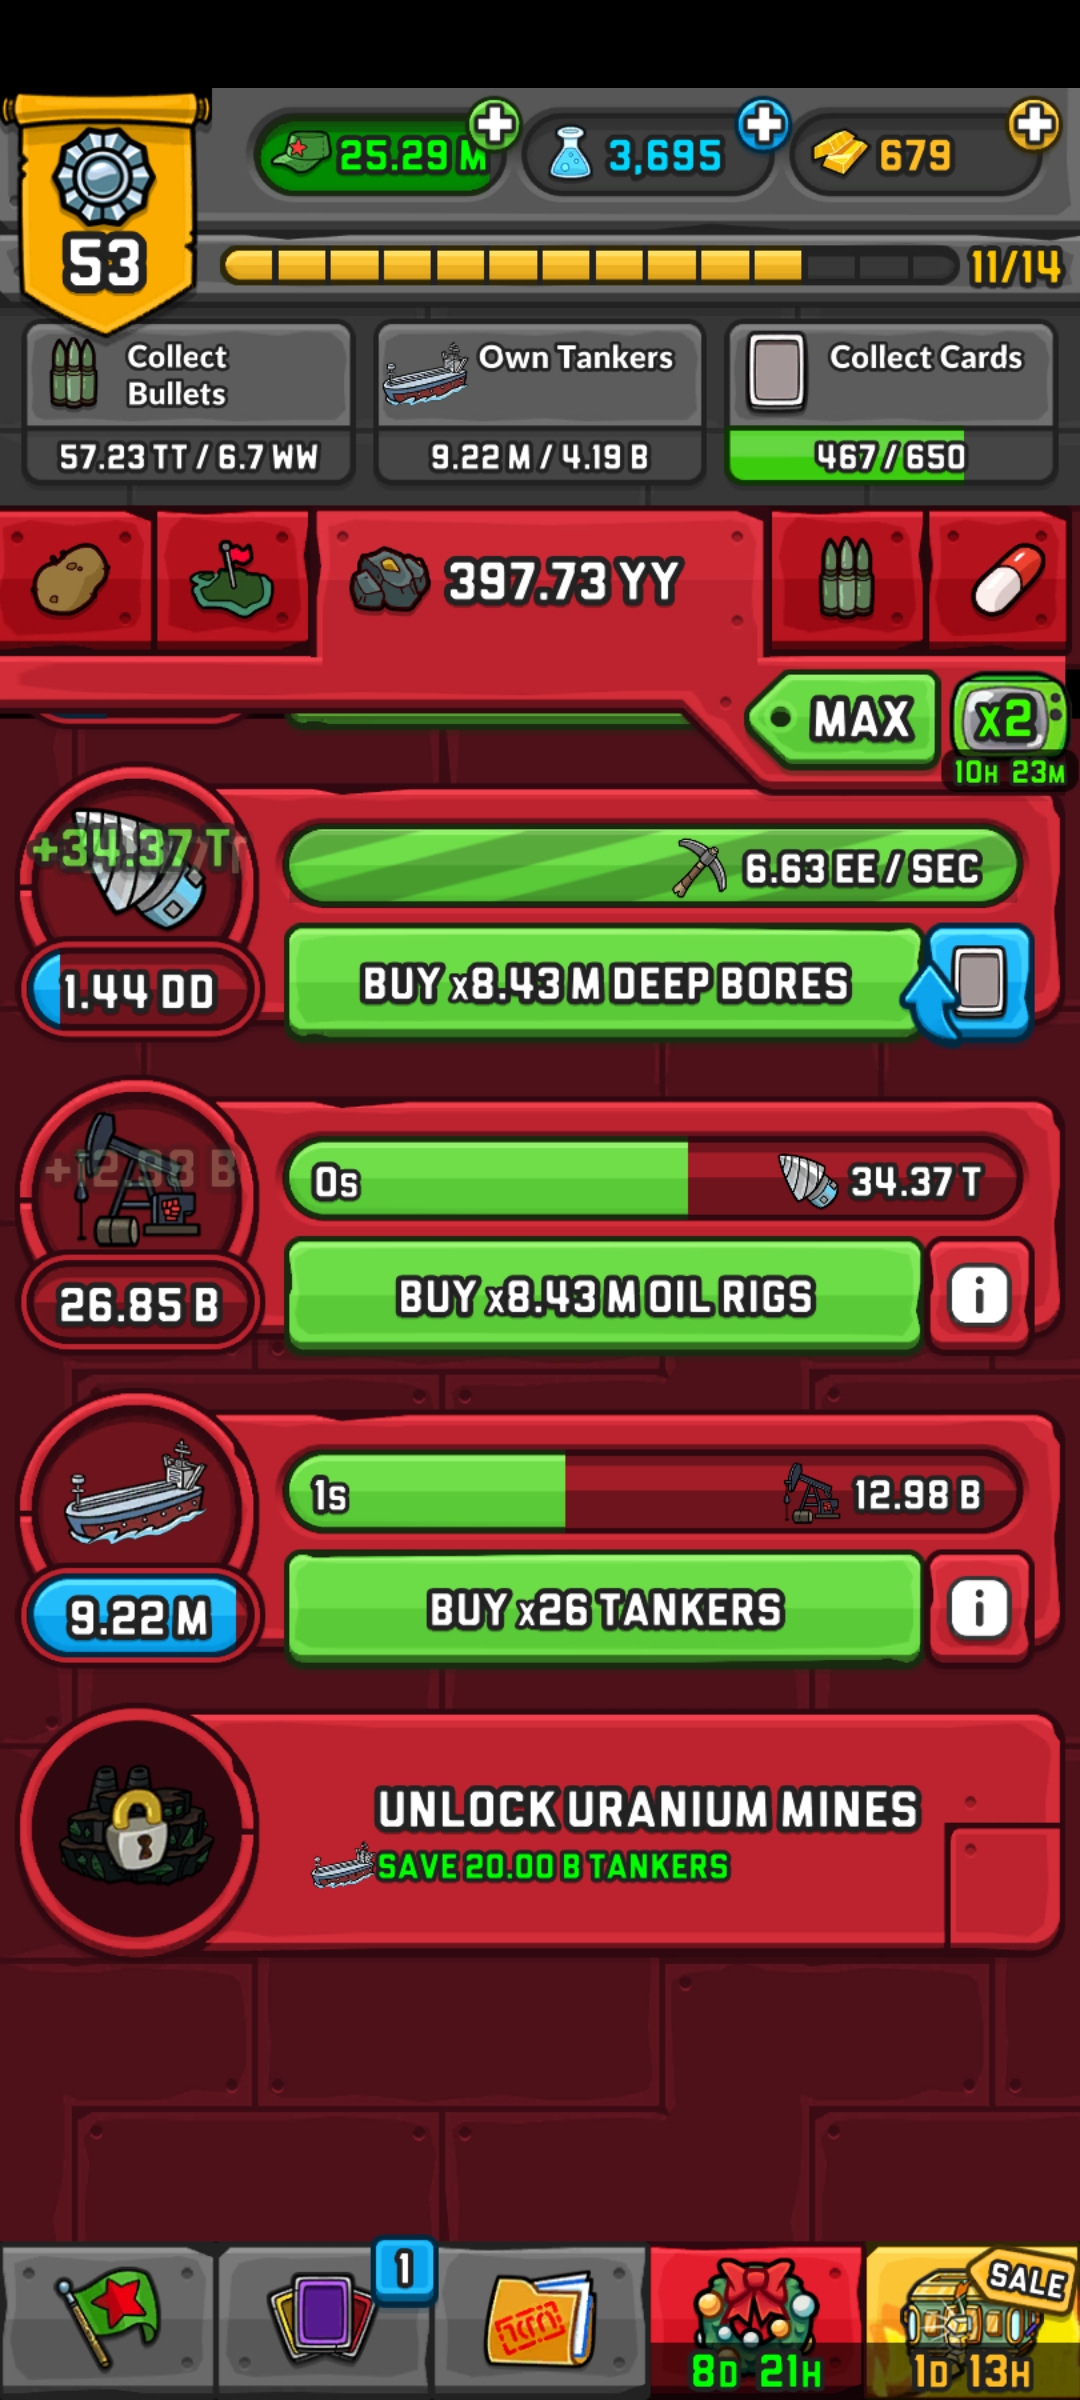 25.29 M
3,695
679
53
11/14
Collect
Bullets
57.23 TT / 6.7 WW
Own Tankers
9.22 M / 4.19 B
Collect Cards
467 / 650
397.73 YY
MAX
x2
10H 23M
+34.37 T
6.63 EE / SEC
1.44 DD
BUY x8.43 M DEEP BORES
+12.98 B
0s
34.37 T
26.85 B
BUY x8.43 M OIL RIGS
i
1s
12.98 B
9.22 M
BUY x26 TANKERS
i
UNLOCK URANIUM MINES
SAVE 20.00 B TANKERS
1
SALE
8D 21H
1D 13H